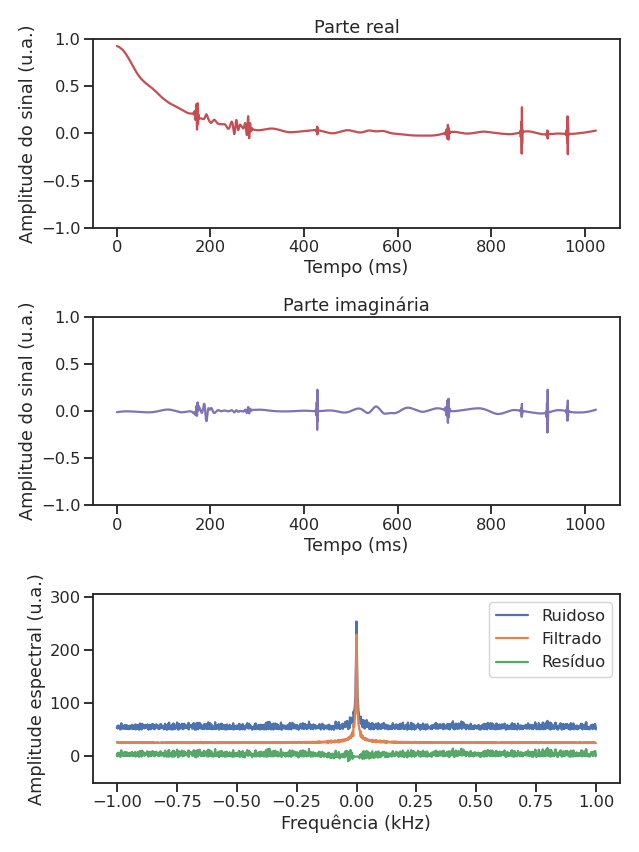 Parte real
Amplitude do sinal (u.a.)
1.0
0.5
0.0
−0.5
−1.0
0 200 400 600 800 1000
Tempo (ms)
Parte imaginária
Amplitude do sinal (u.a.)
1.0
0.5
0.0
−0.5
−1.0
0 200 400 600 800 1000
Tempo (ms)
Amplitude espectral (u.a.)
300
200
100
0
Ruidoso
Filtrado
Resíduo
−1.00 −0.75 −0.50 −0.25 0.00 0.25 0.50 0.75 1.00
Frequência (kHz)